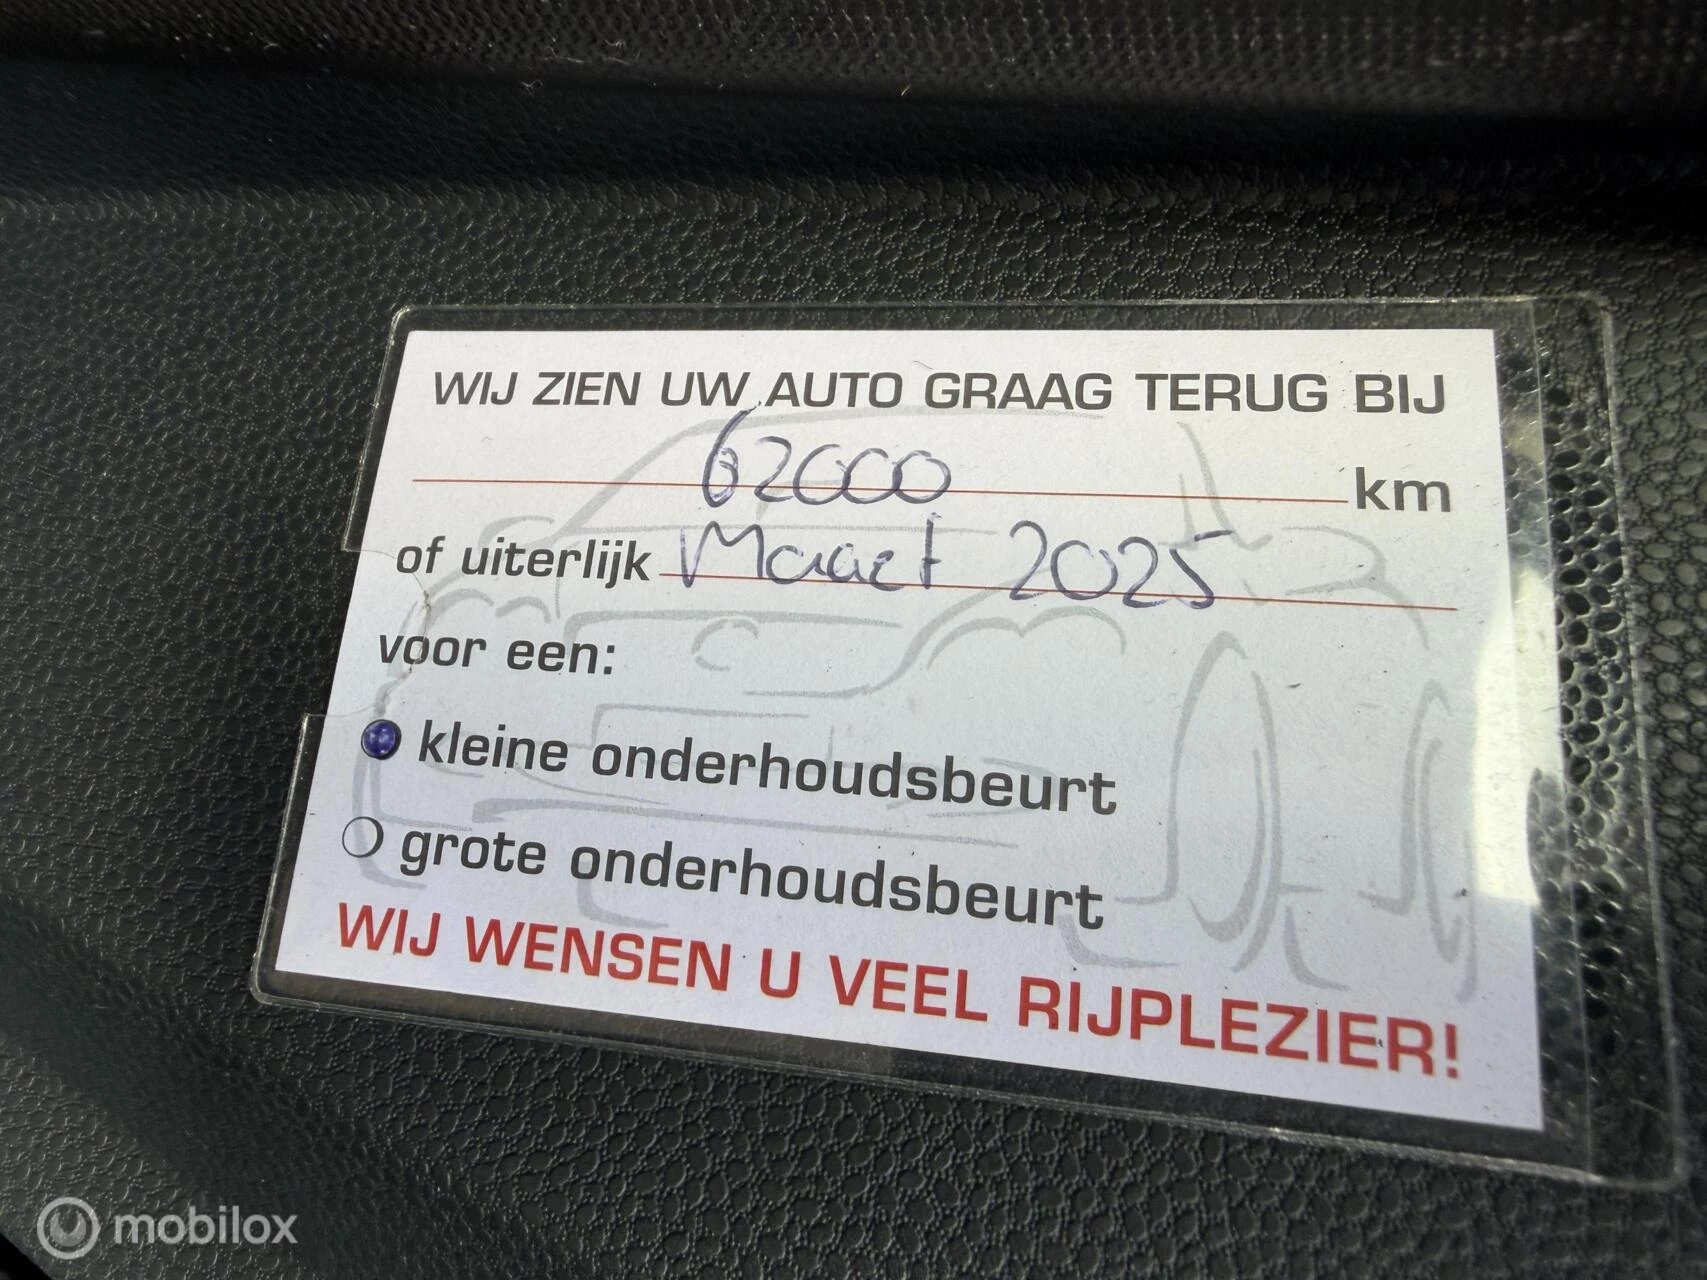 WIJ ZIEN UW AUTO GRAAG TERUG BIJ
62000 km
of uiterlijk Maart 2025
voor een:
kleine onderhoudsbeurt
grote onderhoudsbeurt
WIJ WENSEN U VEEL RIJPLEZIER!
mobilox